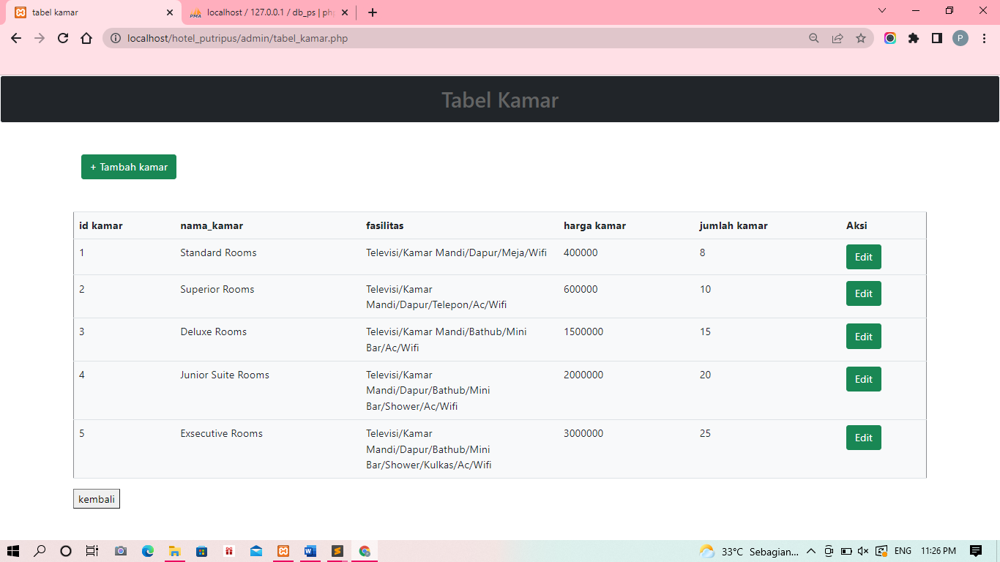 tabel kamar
localhost / 127.0.0.1 / db_ps | php
localhost/hotel_putripus/admin/tabel_kamar.php
P
Tabel Kamar
+ Tambah kamar
id kamar nama_kamar fasilitas harga kamar jumlah kamar Aksi
1 Standard Rooms Televisi/Kamar Mandi/Dapur/Meja/Wifi 400000 8 Edit
2 Superior Rooms Televisi/Kamar 600000 10 Edit
Mandi/Dapur/Telepon/Ac/Wifi
3 Deluxe Rooms Televisi/Kamar Mandi/Bathub/Mini 1500000 15 Edit
Bar/Ac/Wifi
4 Junior Suite Rooms Televisi/Kamar 2000000 20 Edit
Mandi/Dapur/Bathub/Mini
Bar/Shower/Ac/Wifi
5 Exsecutive Rooms Televisi/Kamar 3000000 25 Edit
Mandi/Dapur/Bathub/Mini
Bar/Shower/Kulkas/Ac/Wifi
kembali
33°C Sebagian... ENG 11:26 PM